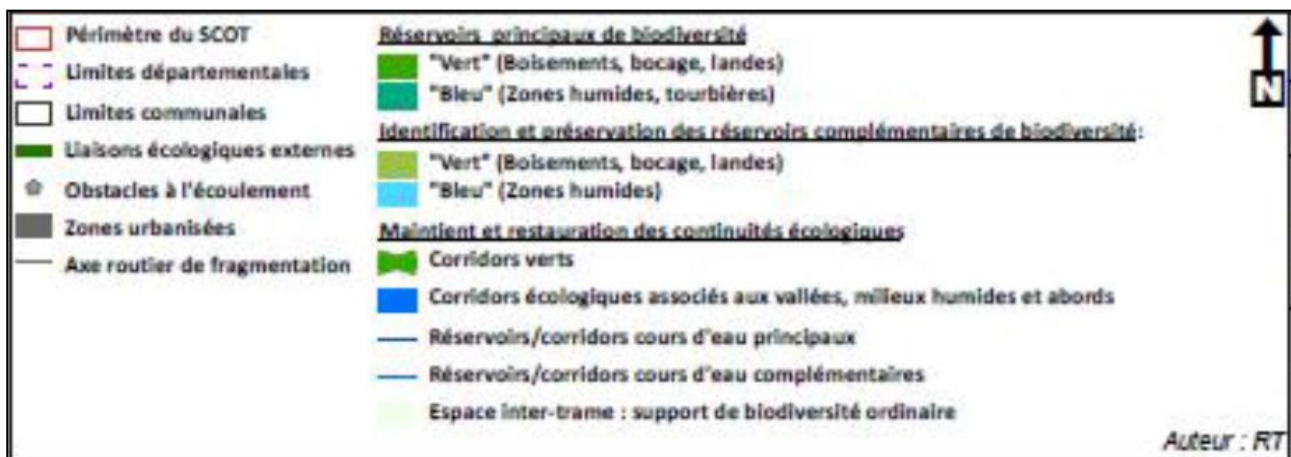 Périmètre du SCOT
Limites départementales
Limites communales
Liaisons écologiques externes
Obstacles à l'écoulement
Zones urbanisées
Axe routier de fragmentation
Réservoirs principaux de biodiversité
"Vert" (Boisements, bocage, landes)
"Bleu" (Zones humides, tourbières)
Identification et préservation des réservoirs complémentaires de biodiversité:
"Vert" (Boisements, bocage, landes)
"Bleu" (Zones humides)
Maintient et restauration des continuités écologiques
Corridors verts
Corridors écologiques associés aux vallées, milieux humides et abords
Réservoirs/corridors cours d'eau principaux
Réservoirs/corridors cours d'eau complémentaires
Espace inter-trame : support de biodiversité ordinaire
N
Auteur : RT